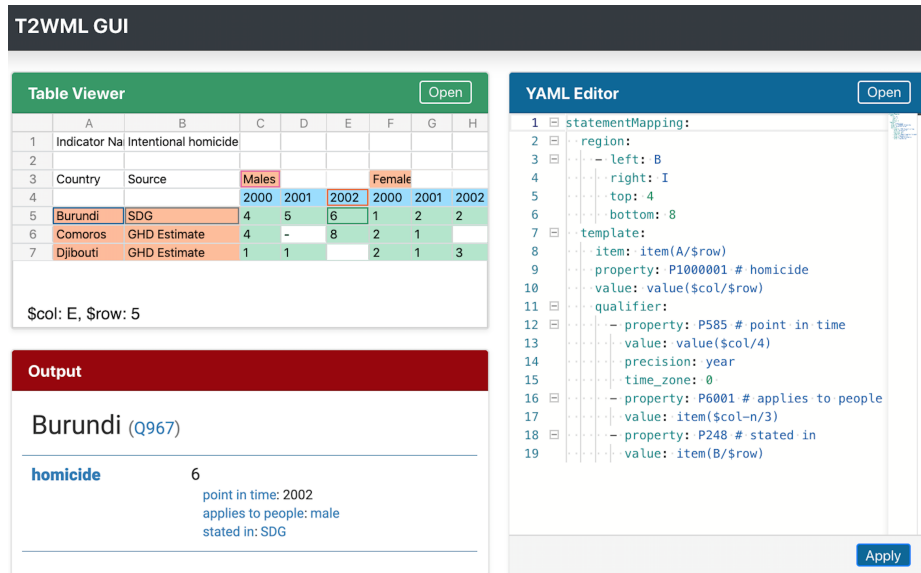 T2WML GUI
Table Viewer
Open
A B C D E F G H
1 Indicator Na Intentional homicide
2
3 Country Source Males Female
4 2000 2001 2002 2000 2001 2002
5 Burundi SDG 4 5 6 1 2 2
6 Comoros GHD Estimate 4 - 8 2 1
7 Djibouti GHD Estimate 1 1 2 1 3
$col: E, $row: 5
Output
Burundi (Q967)
homicide 6
point in time: 2002
applies to people: male
stated in: SDG
YAML Editor
Open
1 statementMapping:
2 region:
3 - left: B
4 right: I
5 top: 4
6 bottom: 8
7 template:
8 item: item(A/$row)
9 property: P1000001 # homicide
10 value: value($col/$row)
11 qualifier:
12 - property: P585 # point in time
13 value: value($col/4)
14 precision: year
15 time_zone: 0
16 - property: P6001 # applies to people
17 value: item($col-n/3)
18 - property: P248 # stated in
19 value: item(B/$row)
Apply